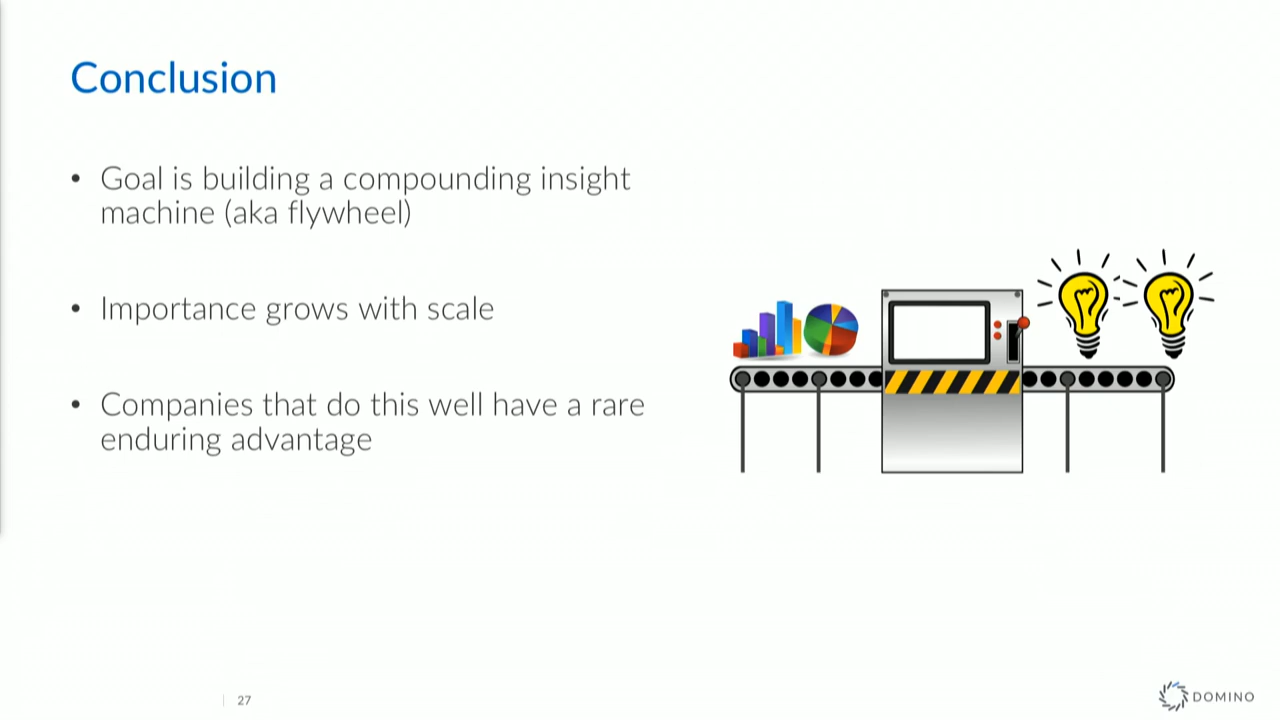 Conclusion
• Goal is building a compounding insight
machine (aka flywheel)
• Importance grows with scale
• Companies that do this well have a rare
enduring advantage
27
DOMINO